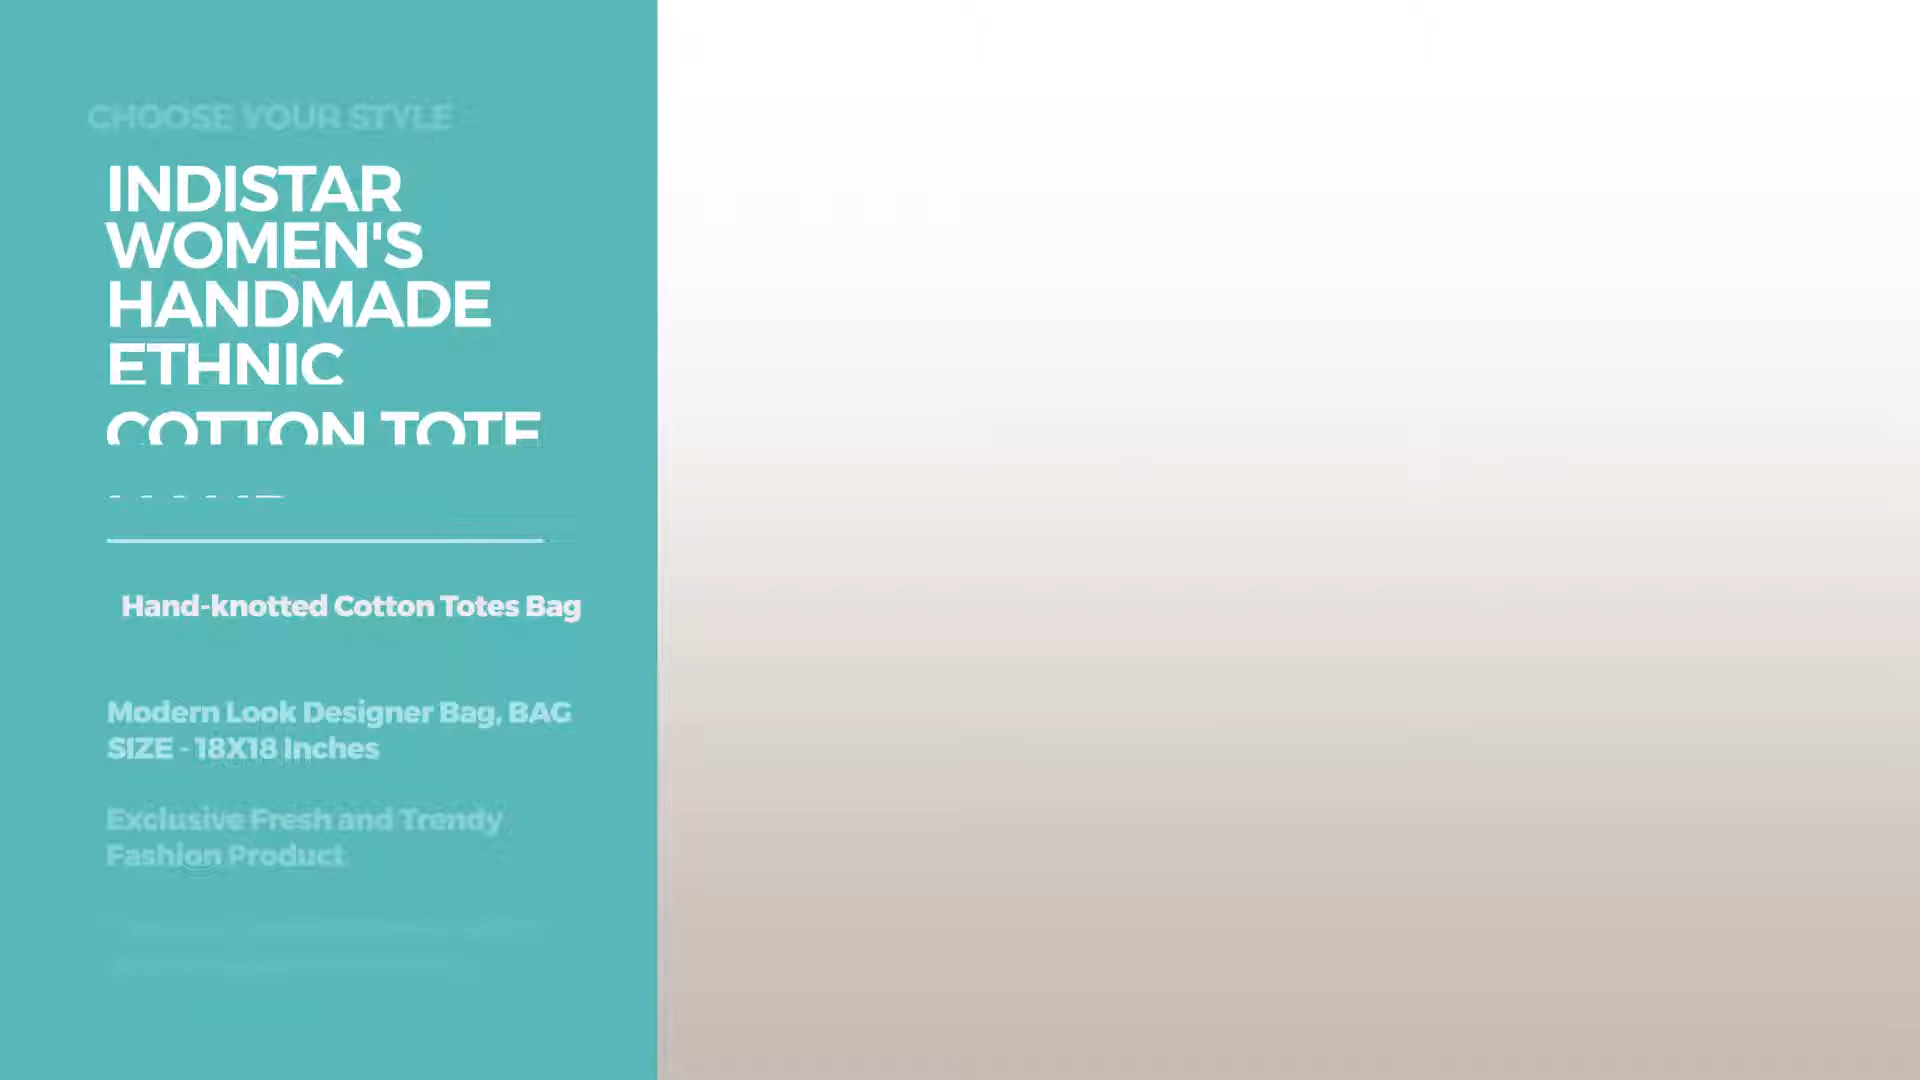 CHOOSE YOUR STYLE
INDISTAR
WOMEN'S
HANDMADE
ETHNIC
COTTON TOTE
Hand-knotted Cotton Totes Bag
Modern Look Designer Bag, BAG
SIZE - 18X18 Inches
Exclusive Fresh and Trendy
Fashion Product